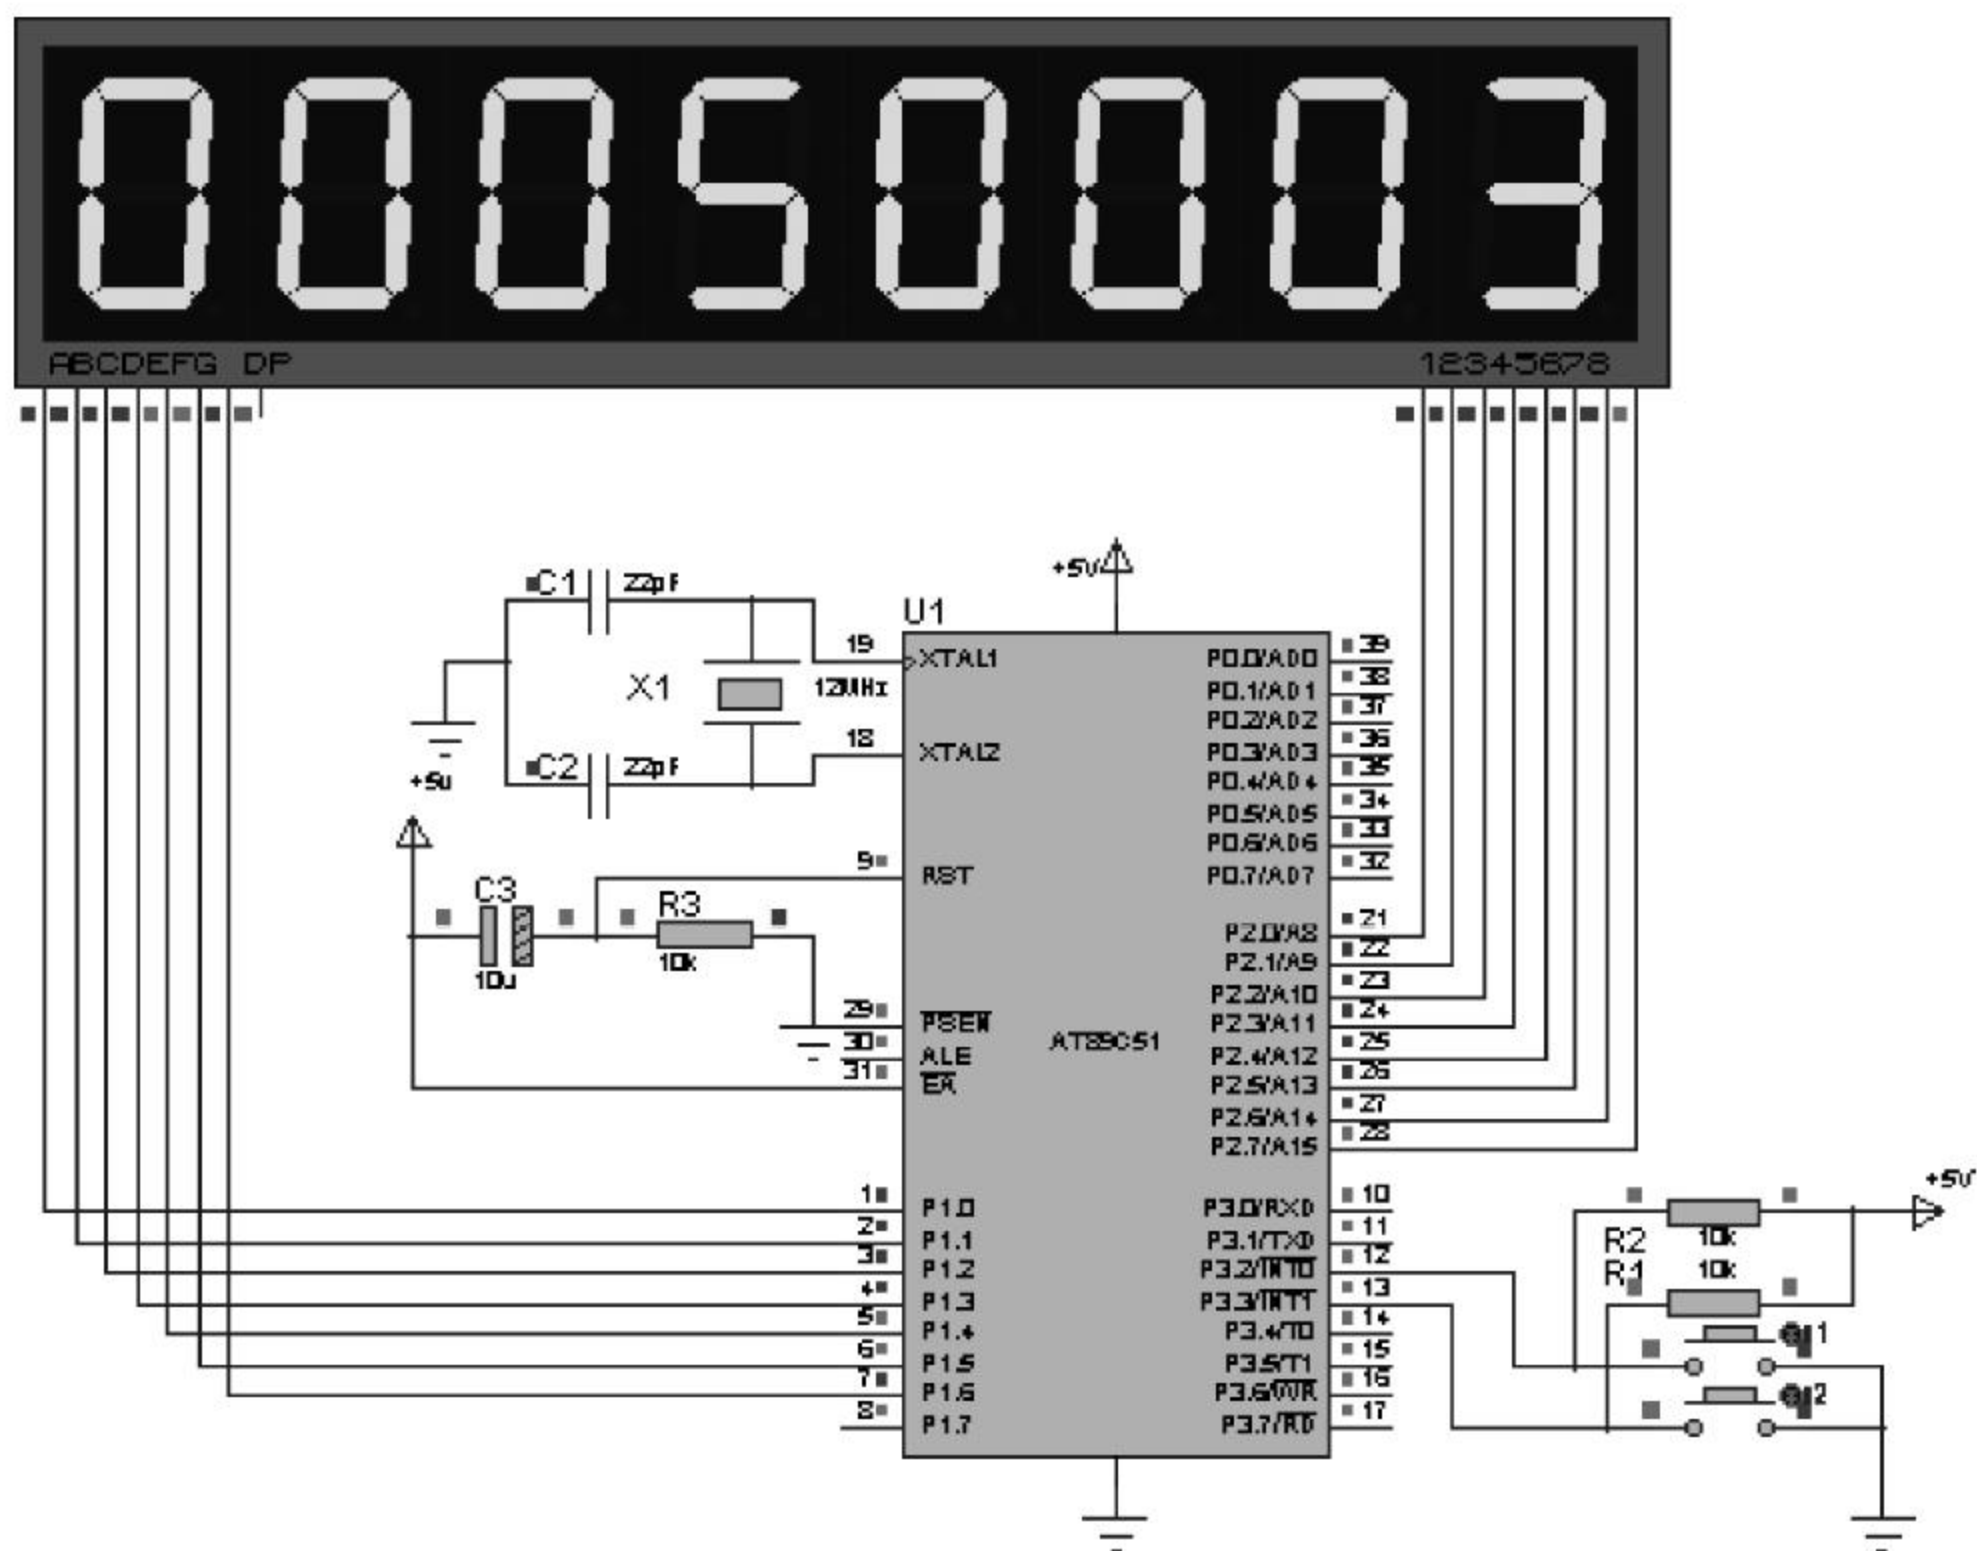 00050003
ABCDEFG DP
12345678
+5V
C1 22pF
U1
19 XTAL1
X1 12MHz
18 XTAL2
C2 22pF
+5v
9 RST
C3
10u
R3
10k
29 PSEN
30 ALE
31 EA
AT89C51
1 P1.0
2 P1.1
3 P1.2
4 P1.3
5 P1.4
6 P1.5
7 P1.6
8 P1.7
P0.0/AD0 39
P0.1/AD1 38
P0.2/AD2 37
P0.3/AD3 36
P0.4/AD4 35
P0.5/AD5 34
P0.6/AD6 33
P0.7/AD7 32
P2.0/A8 21
P2.1/A9 22
P2.2/A10 23
P2.3/A11 24
P2.4/A12 25
P2.5/A13 26
P2.6/A14 27
P2.7/A15 28
P3.0/RXD 10
P3.1/TXD 11
P3.2/INT0 12
P3.3/INT1 13
P3.4/T0 14
P3.5/T1 15
P3.6/WR 16
P3.7/RD 17
+5V
R2 10k
R1 10k